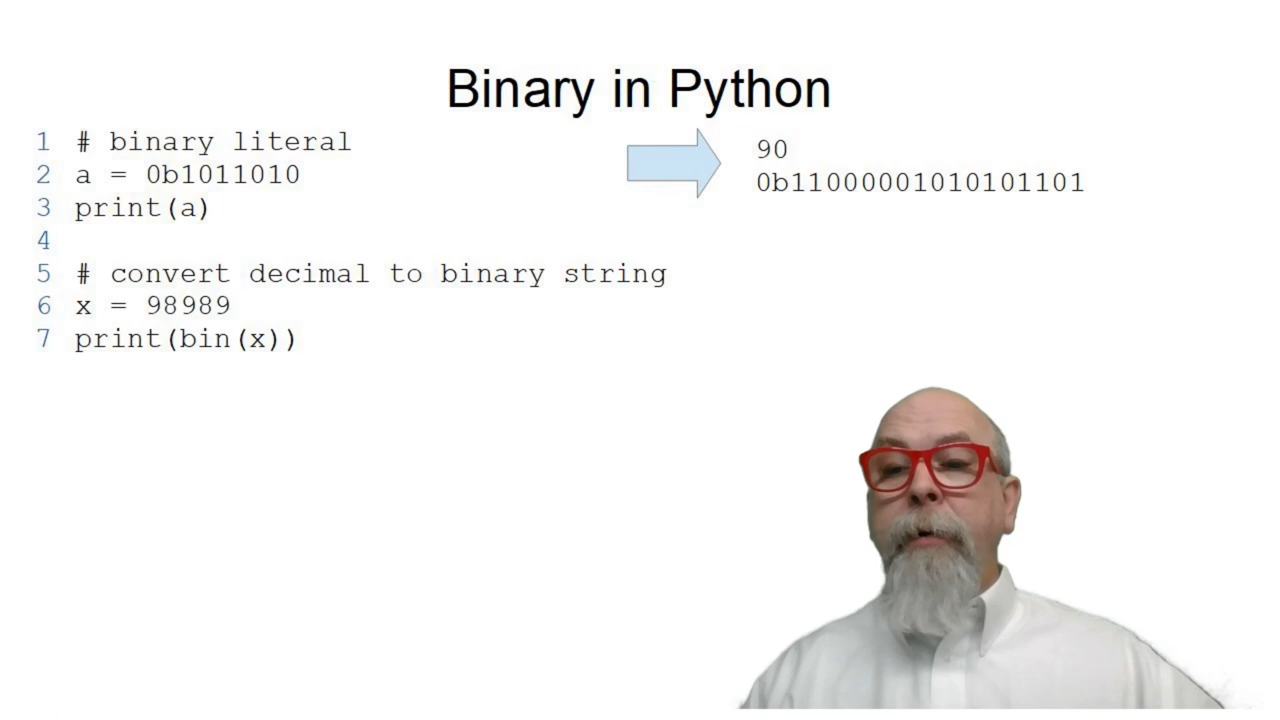 Binary in Python
1 # binary literal
2 a = 0b1011010
3 print(a)
4
5 # convert decimal to binary string
6 x = 98989
7 print(bin(x))
90
0b11000001010101101